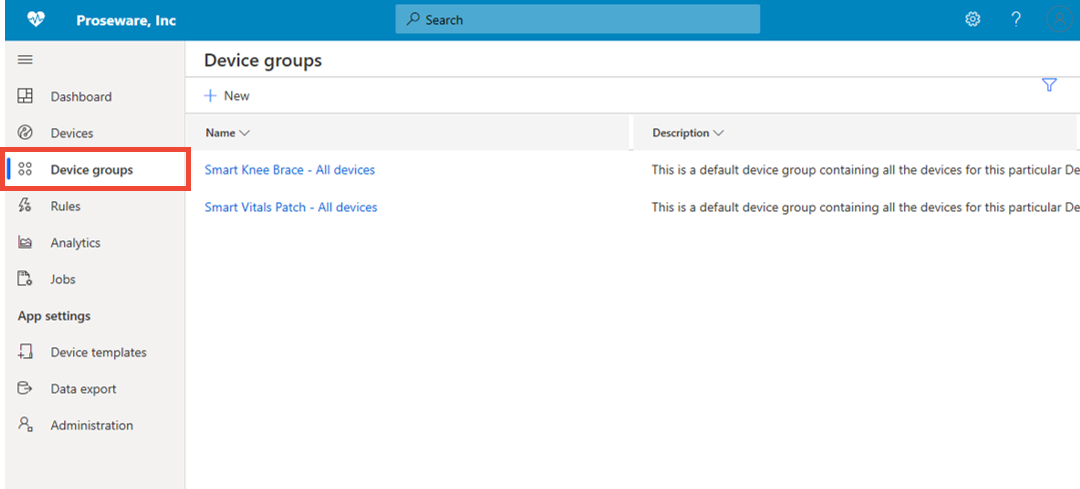 Proseware, Inc
Search
?
Device groups
New
Dashboard
Devices
Device groups
Rules
Analytics
Jobs
App settings
Device templates
Data export
Administration
Name
Description
Smart Knee Brace - All devices
This is a default device group containing all the devices for this particular De
Smart Vitals Patch - All devices
This is a default device group containing all the devices for this particular De